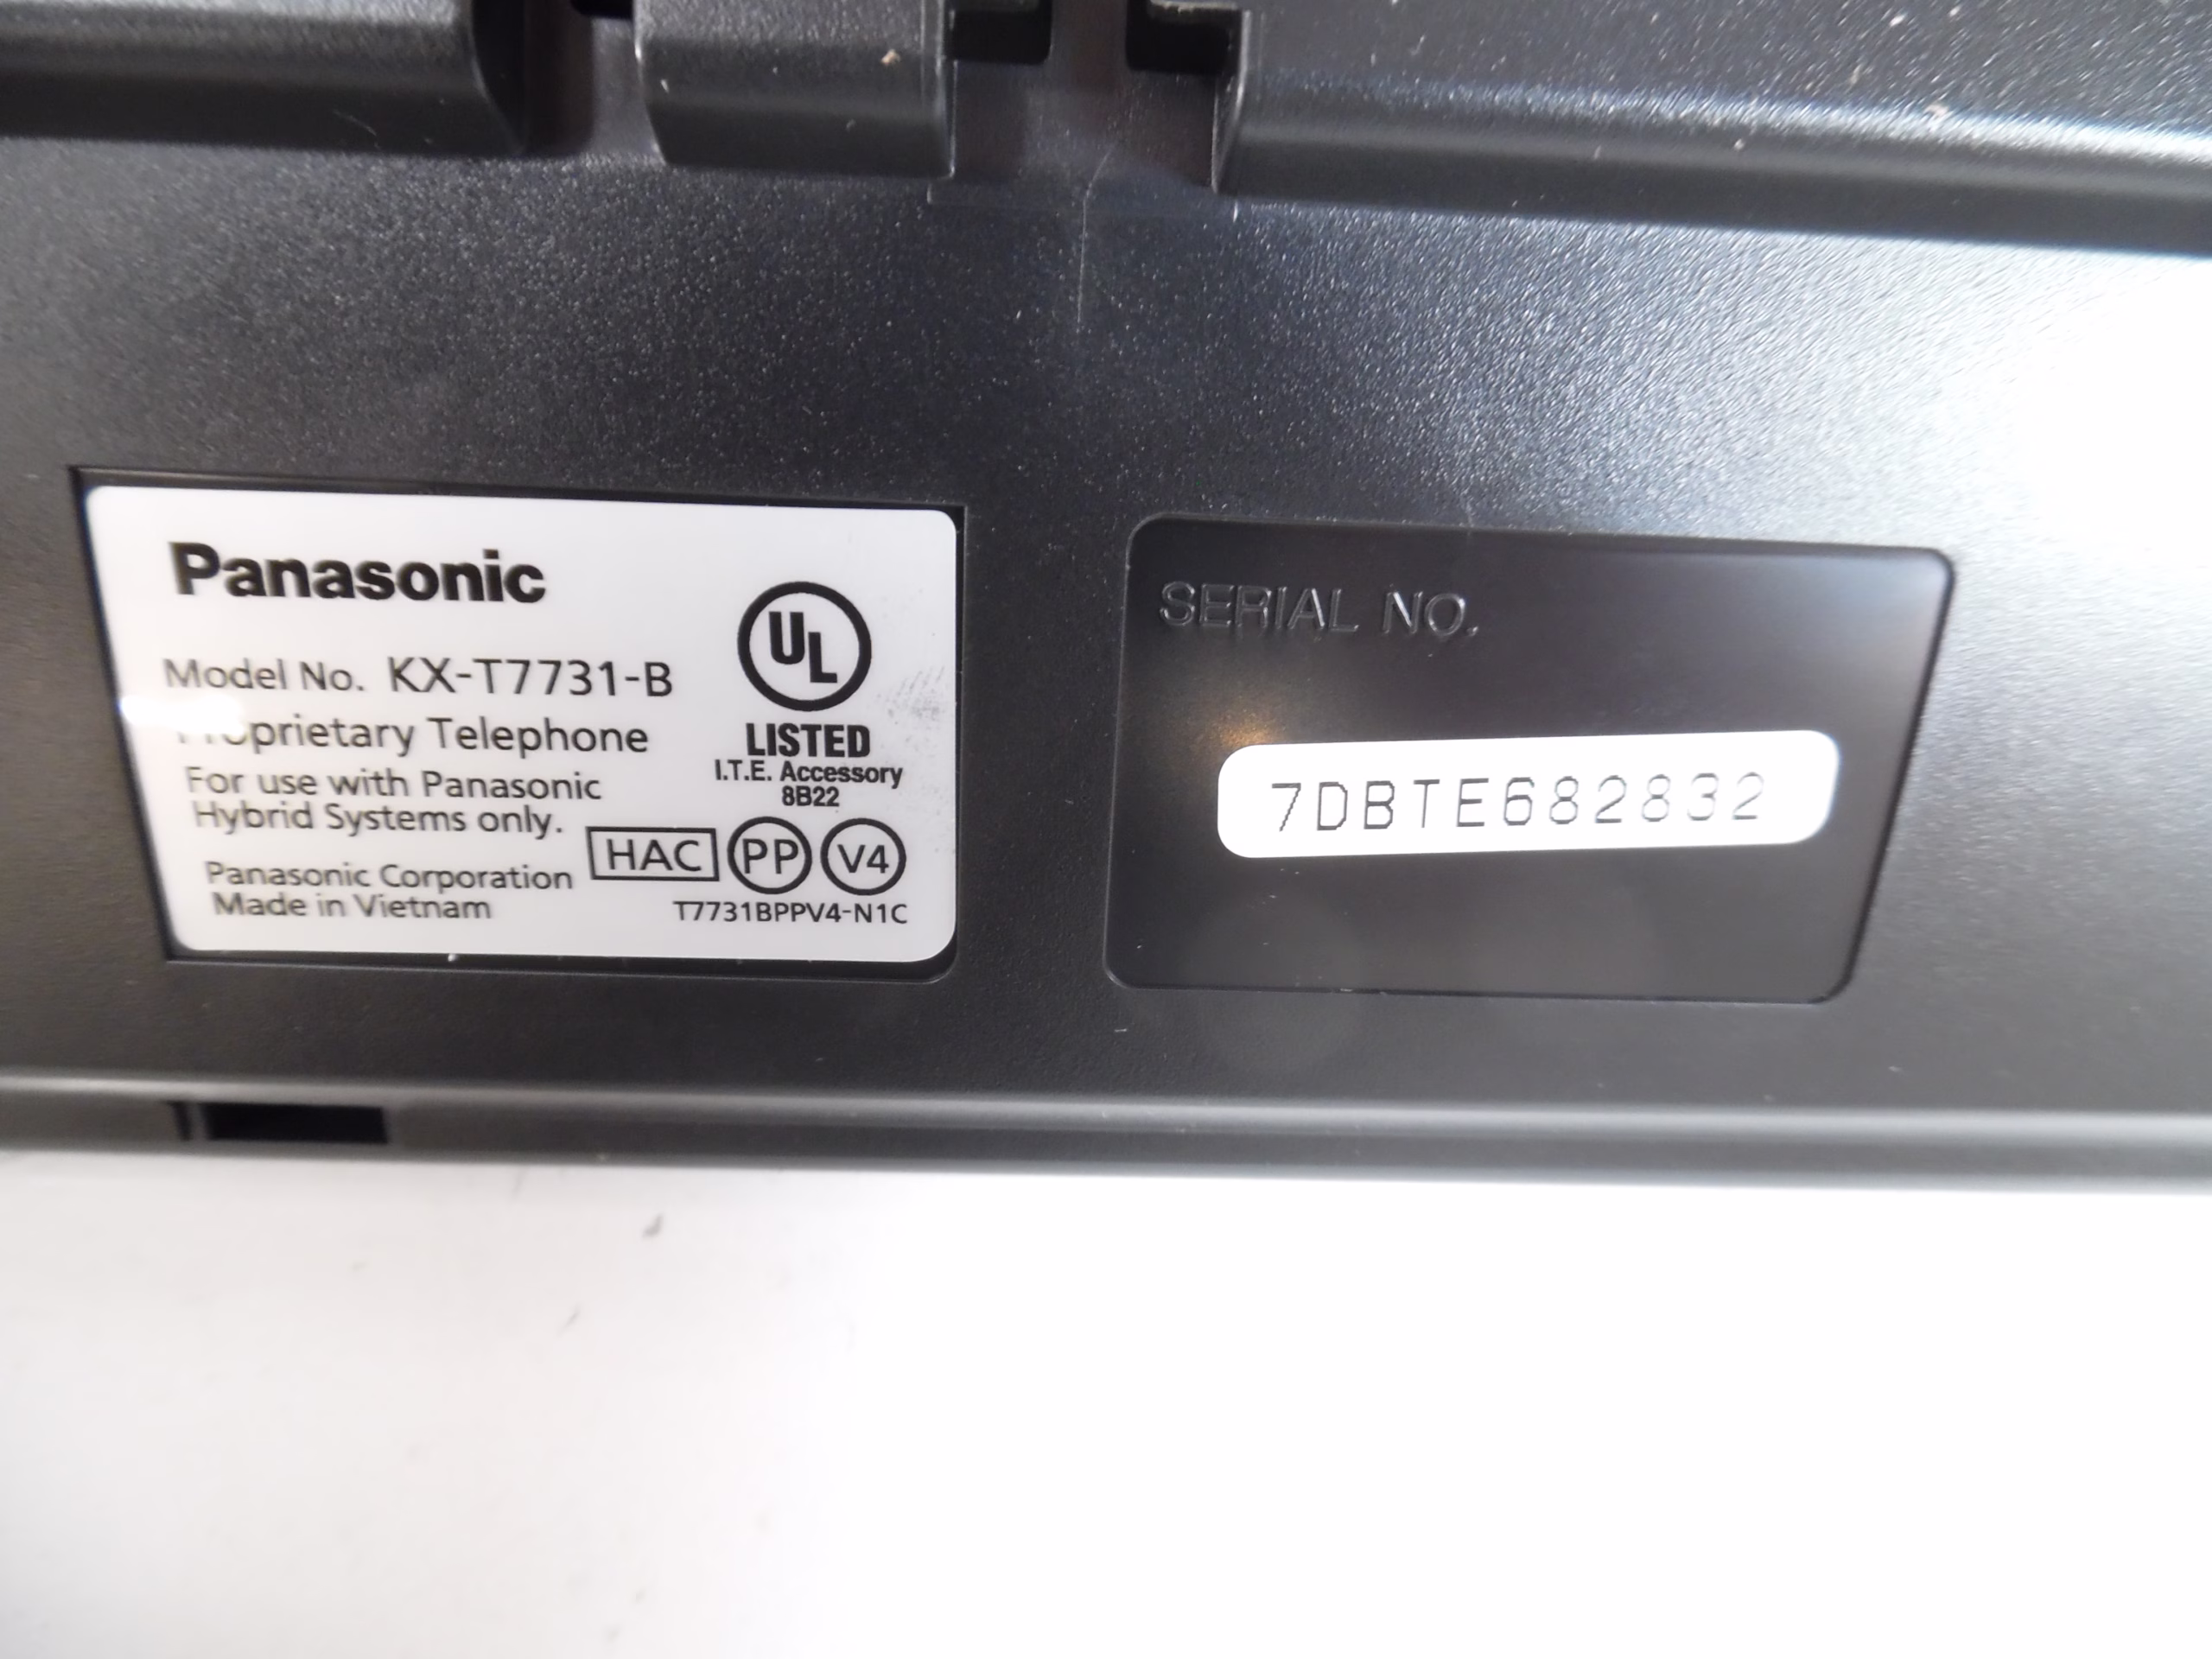 Panasonic
Model No. KX-T7731-B
Proprietary Telephone
For use with Panasonic
Hybrid Systems only.
Panasonic Corporation
Made in Vietnam
UL
LISTED
I.T.E. Accessory
8B22
HAC PP V4
T7731BPPV4-N1C
SERIAL NO.
7DBTE682832